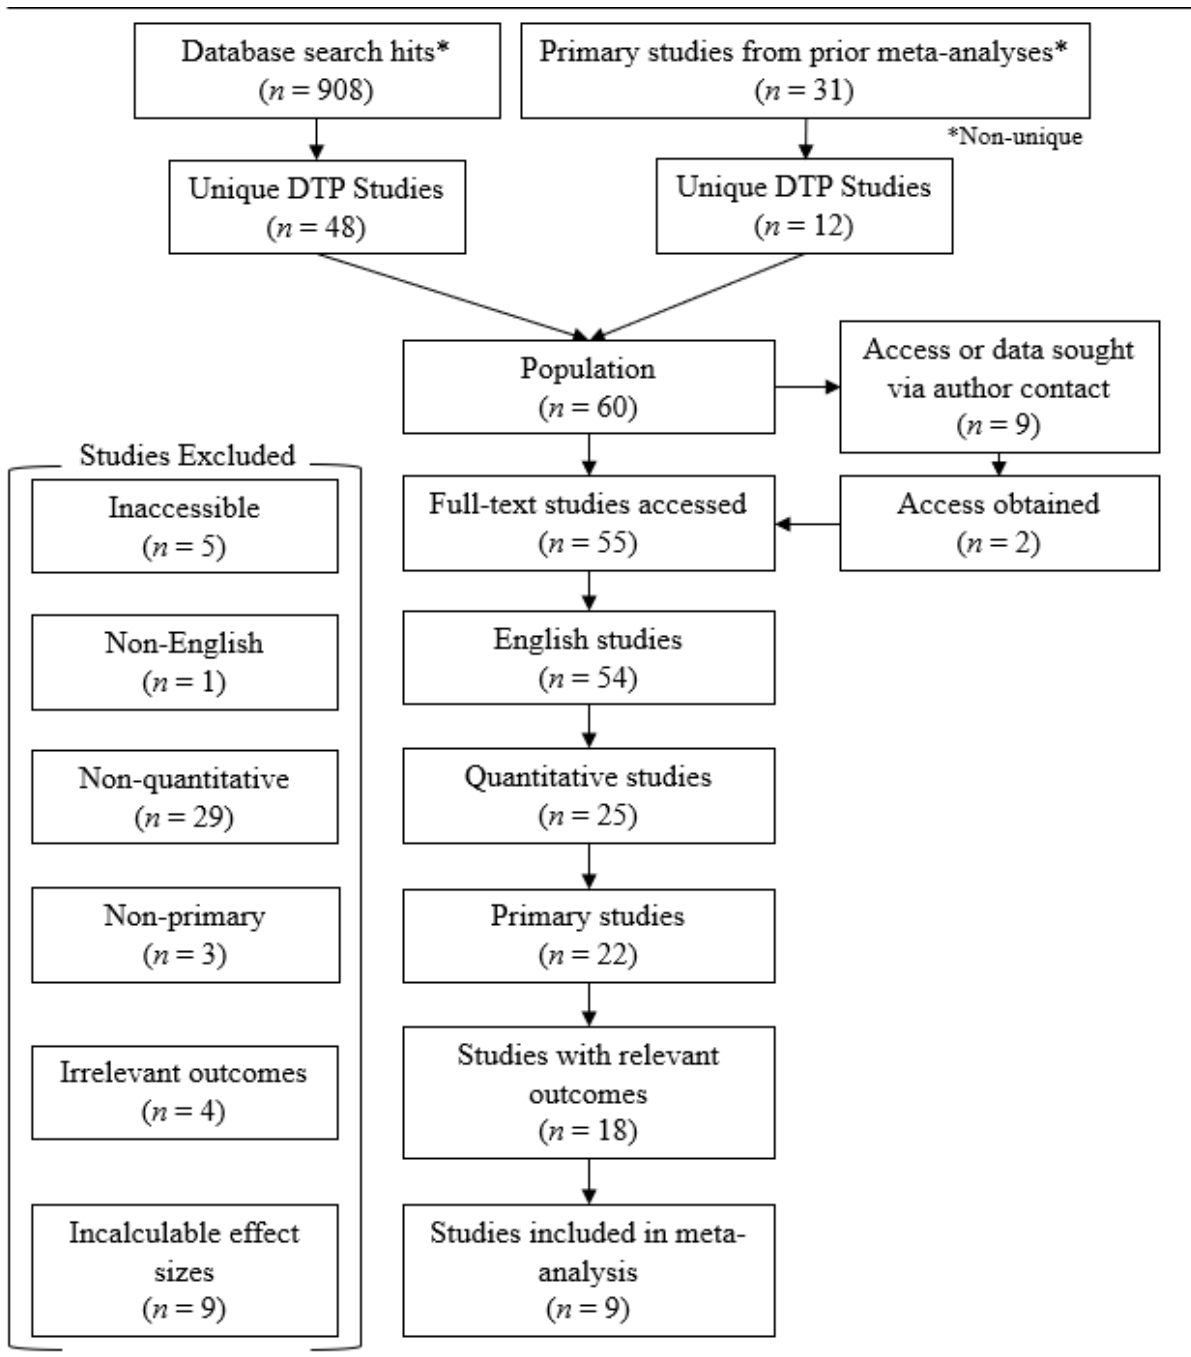 Database search hits*
(n = 908)
Primary studies from prior meta-analyses*
(n = 31)
*Non-unique
Unique DTP Studies
(n = 48)
Unique DTP Studies
(n = 12)
Population
(n = 60)
Access or data sought
via author contact
(n = 9)
Studies Excluded
Inaccessible
(n = 5)
Full-text studies accessed
(n = 55)
Access obtained
(n = 2)
Non-English
(n = 1)
English studies
(n = 54)
Non-quantitative
(n = 29)
Quantitative studies
(n = 25)
Non-primary
(n = 3)
Primary studies
(n = 22)
Irrelevant outcomes
(n = 4)
Studies with relevant
outcomes
(n = 18)
Incalculable effect
sizes
(n = 9)
Studies included in meta-
analysis
(n = 9)